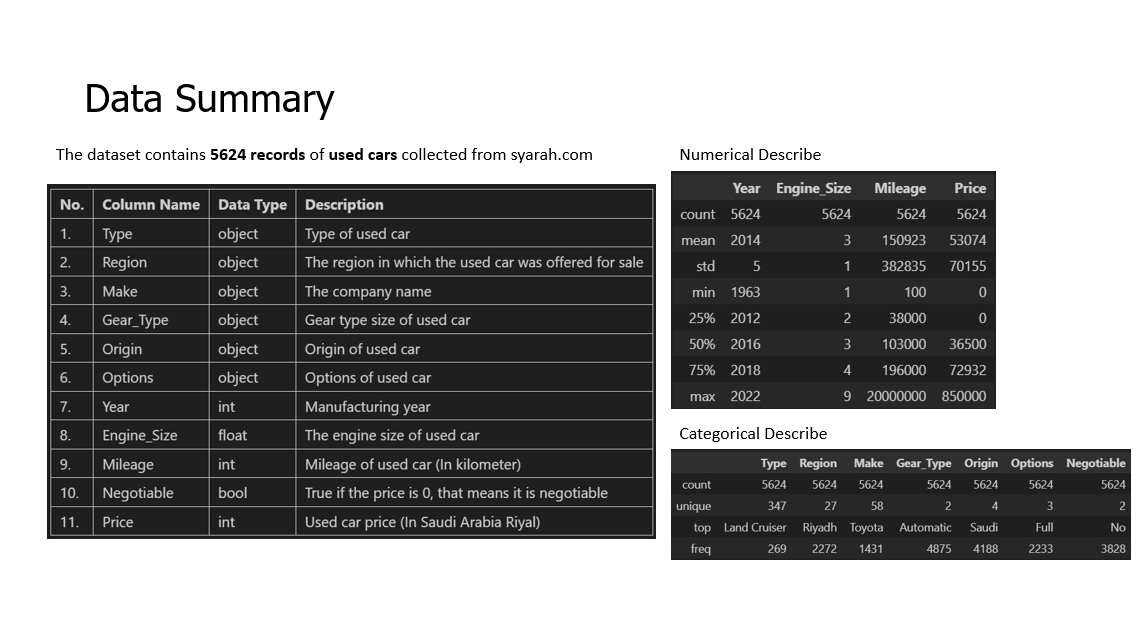 Data Summary
The dataset contains 5624 records of used cars collected from syarah.com
No. Column Name Data Type Description
1. Type object Type of used car
2. Region object The region in which the used car was offered for sale
3. Make object The company name
4. Gear_Type object Gear type size of used car
5. Origin object Origin of used car
6. Options object Options of used car
7. Year int Manufacturing year
8. Engine_Size float The engine size of used car
9. Mileage int Mileage of used car (In kilometer)
10. Negotiable bool True if the price is 0, that means it is negotiable
11. Price int Used car price (In Saudi Arabia Riyal)
Numerical Describe
Year Engine_Size Mileage Price
count 5624 5624 5624 5624
mean 2014 3 150923 53074
std 5 1 382835 70155
min 1963 1 100 0
25% 2012 2 38000 0
50% 2016 3 103000 36500
75% 2018 4 196000 72932
max 2022 9 20000000 850000
Categorical Describe
Type Region Make Gear_Type Origin Options Negotiable
count 5624 5624 5624 5624 5624 5624 5624
unique 347 27 58 2 4 3 2
top Land Cruiser Riyadh Toyota Automatic Saudi Full No
freq 269 2272 1431 4875 4188 2233 3828